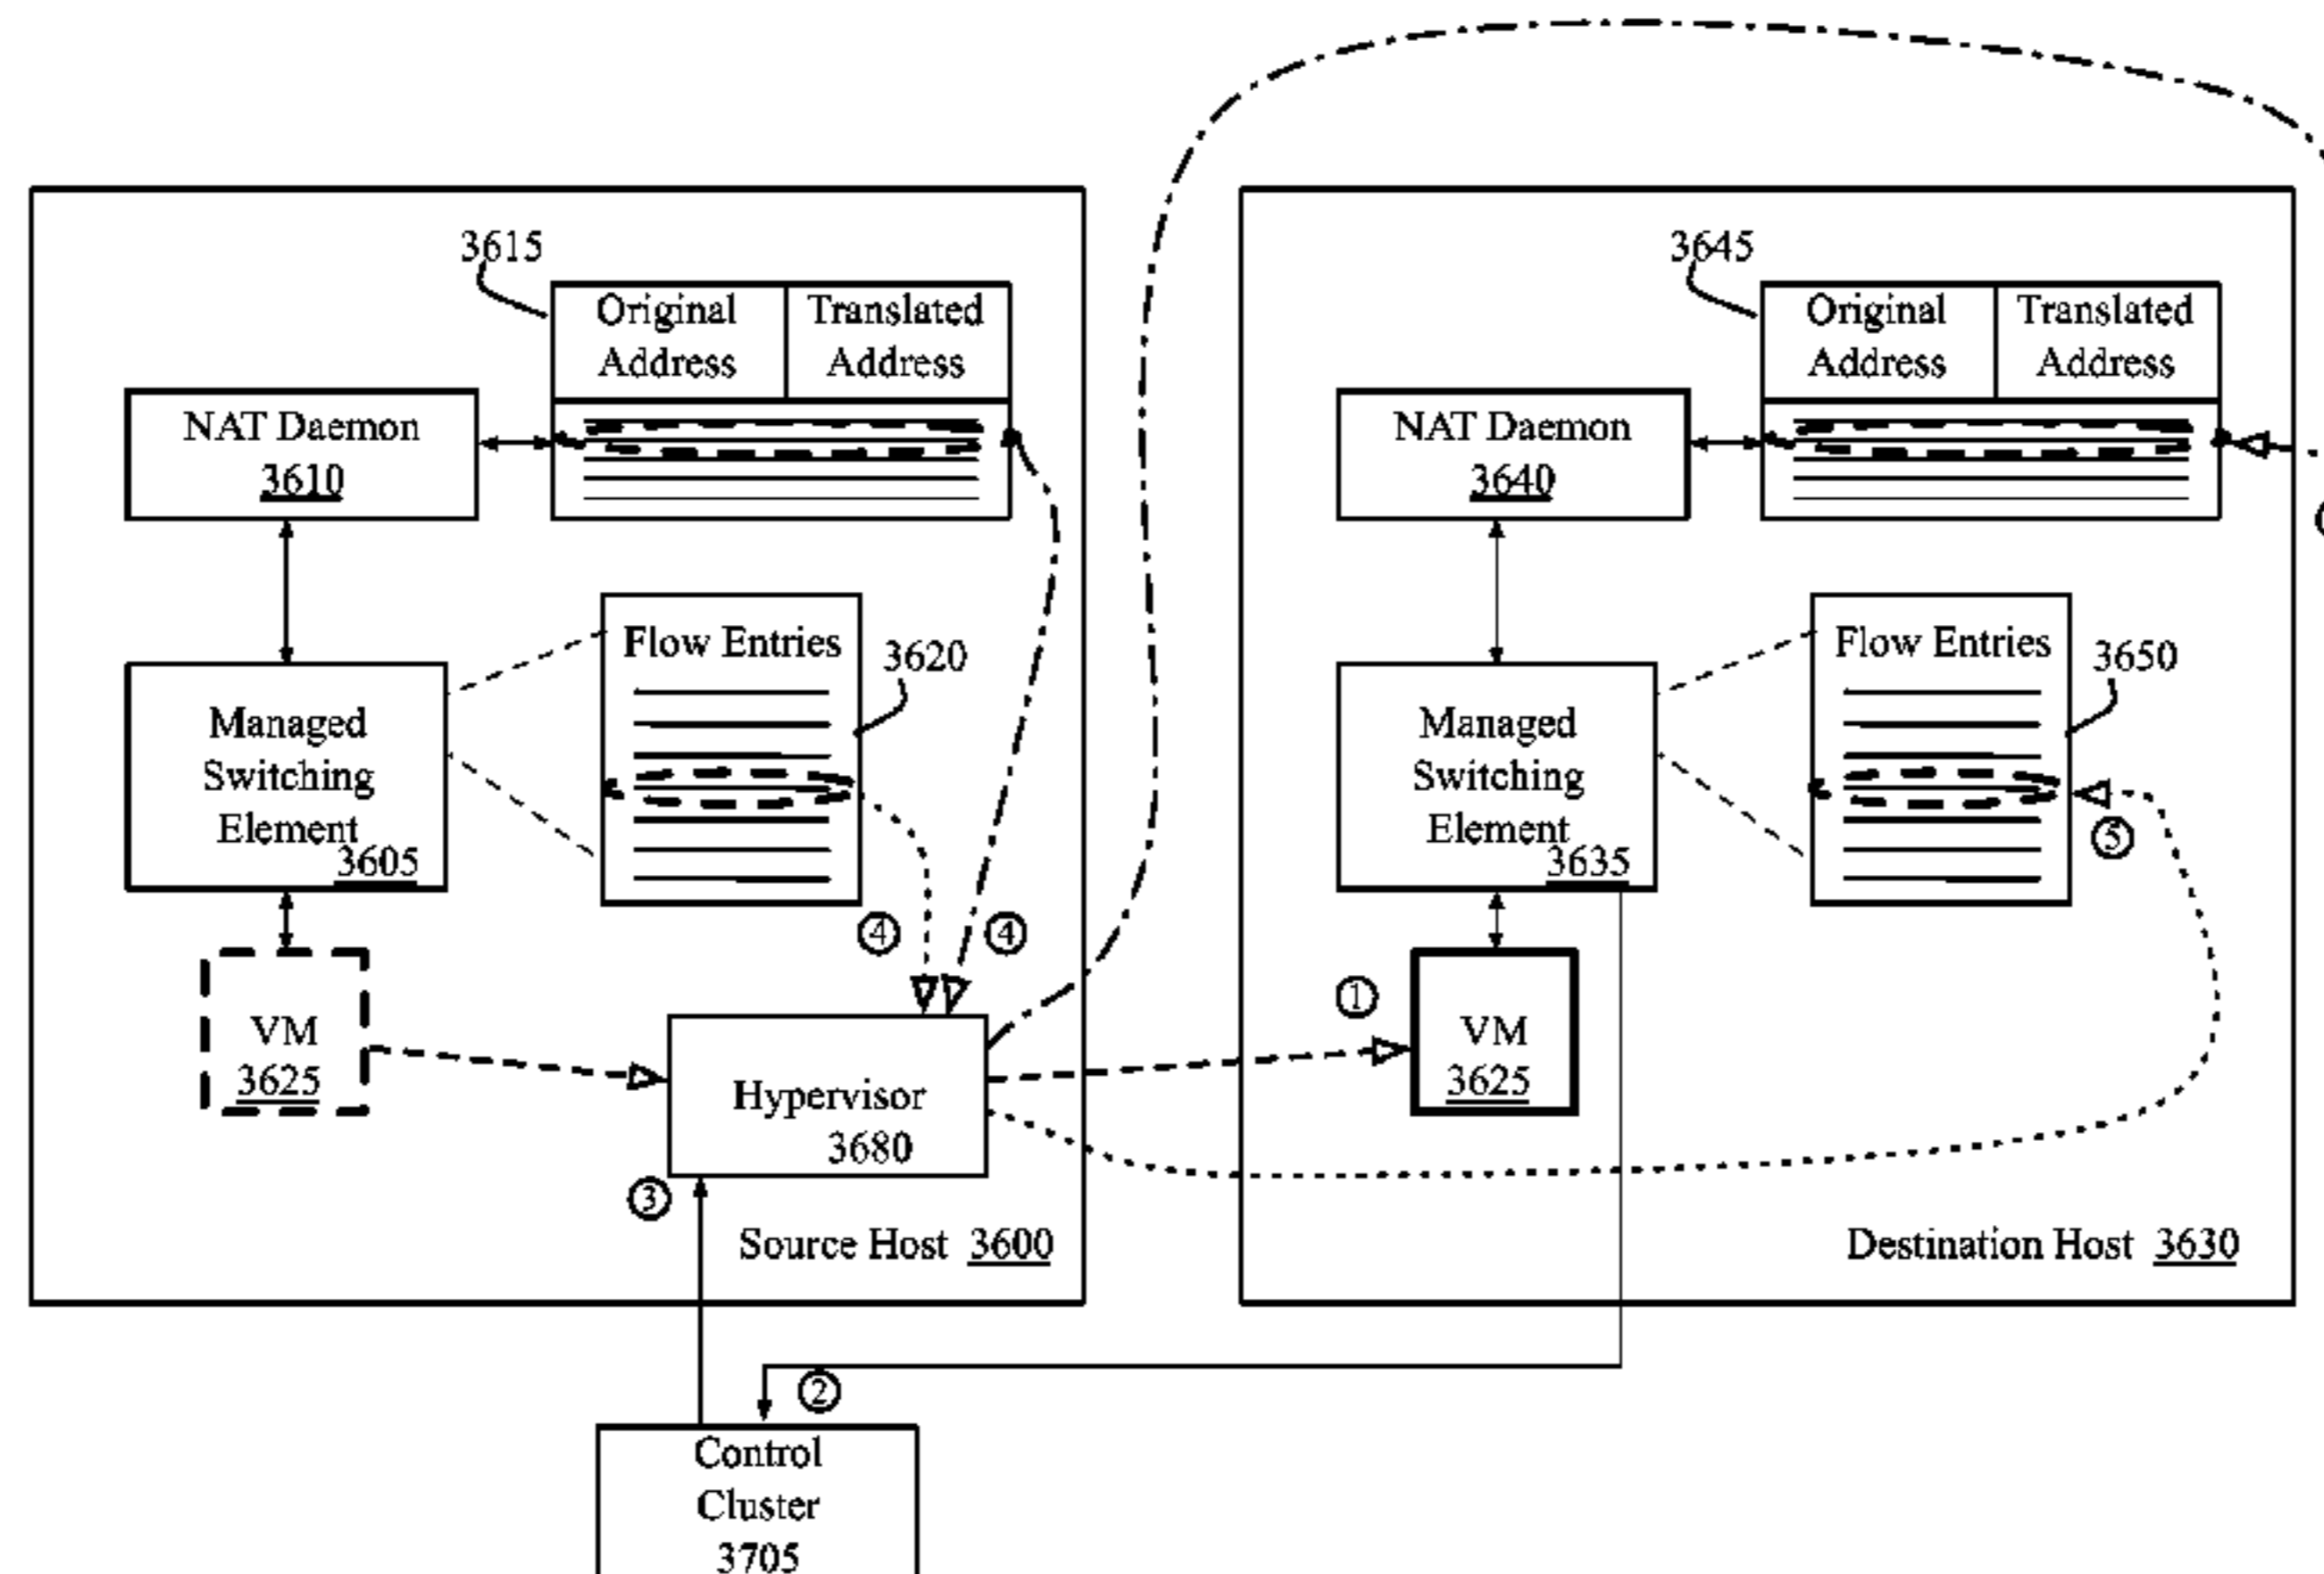 3615
Original
Address
Translated
Address
NAT Daemon
3610
Flow Entries
3620
Managed
Switching
Element
3605
④
④
VM
3625
Hypervisor
3680
③
Source Host 3600
3645
Original
Address
Translated
Address
NAT Daemon
3640
Flow Entries
3650
Managed
Switching
Element
3635
⑤
①
VM
3625
Destination Host 3630
②
Control
Cluster
3705